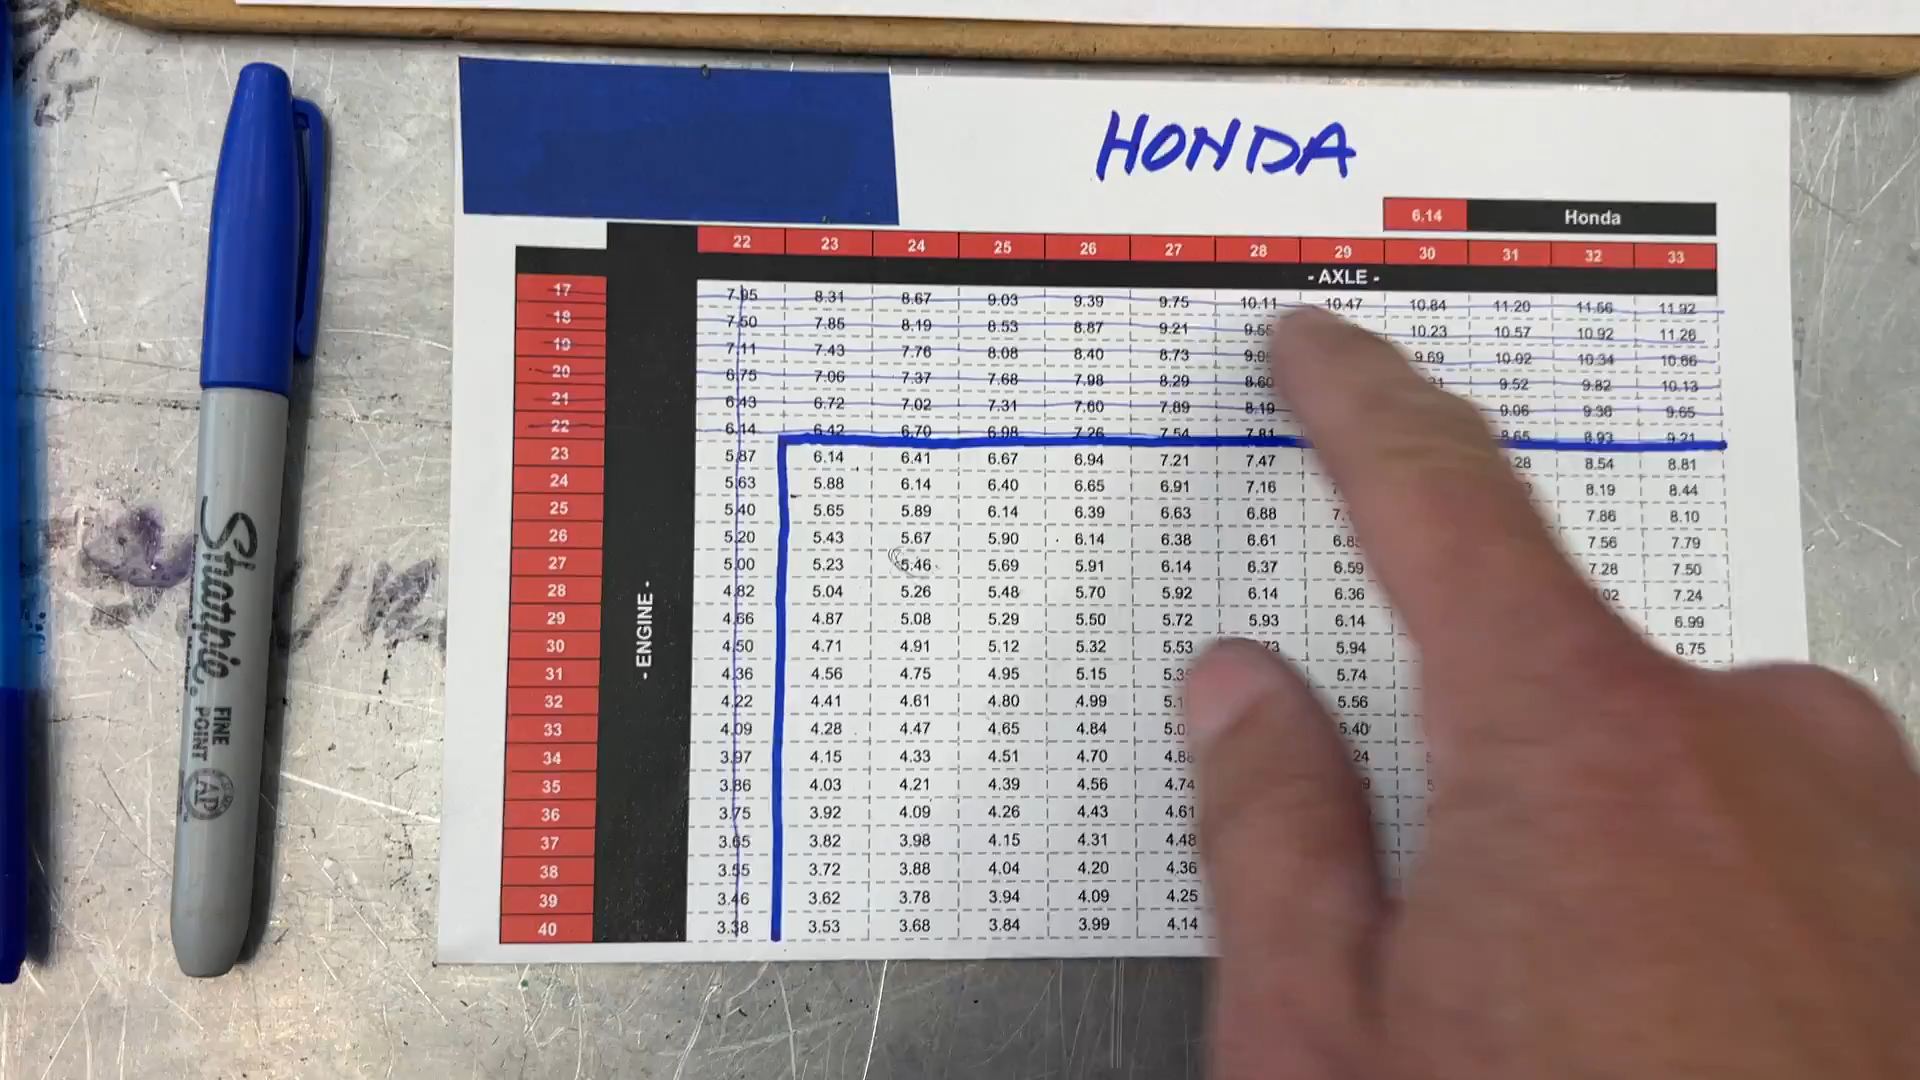 HONDA
6.14 Honda
22 23 24 25 26 27 28 29 30 31 32 33
- AXLE -
17 7.95 8.31 8.67 9.03 9.39 9.75 10.11 10.47 10.84 11.20 11.56 11.92
18 7.50 7.85 8.19 8.53 8.87 9.21 10.23 10.57 10.92 11.26
19 7.11 7.43 7.76 8.08 8.40 8.73 9.69 10.02 10.34 10.66
20 6.75 7.06 7.37 7.68 7.98 8.29 8.60 9.52 9.82 10.13
21 6.43 6.72 7.02 7.31 7.60 7.89 8.19 9.06 9.36 9.65
22 6.14 6.42 6.70 6.98 7.26 7.54 7.81 8.65 8.93 9.21
23 5.87 6.14 6.41 6.67 6.94 7.21 7.47 8.54 8.81
24 5.63 5.88 6.14 6.40 6.65 6.91 7.16 8.19 8.44
25 5.40 5.65 5.89 6.14 6.39 6.63 6.88 7.86 8.10
26 5.20 5.43 5.67 5.90 6.14 6.38 6.61 7.56 7.79
27 5.00 5.23 5.46 5.69 5.91 6.14 6.37 6.59 7.28 7.50
28 4.82 5.04 5.26 5.48 5.70 5.92 6.14 6.36 7.24
- ENGINE -
29 4.66 4.87 5.08 5.29 5.50 5.72 5.93 6.14 6.99
30 4.50 4.71 4.91 5.12 5.32 5.53 5.94 6.75
31 4.36 4.56 4.75 4.95 5.15 5.74
32 4.22 4.41 4.61 4.80 4.99 5.56
33 4.09 4.28 4.47 4.65 4.84 5.40
34 3.97 4.15 4.33 4.51 4.70
35 3.86 4.03 4.21 4.39 4.56 4.74
36 3.75 3.92 4.09 4.26 4.43 4.61
37 3.65 3.82 3.98 4.15 4.31 4.48
38 3.55 3.72 3.88 4.04 4.20 4.36
39 3.46 3.62 3.78 3.94 4.09 4.25
40 3.38 3.53 3.68 3.84 3.99 4.14
Sharpie.
FINE
POINT
AP